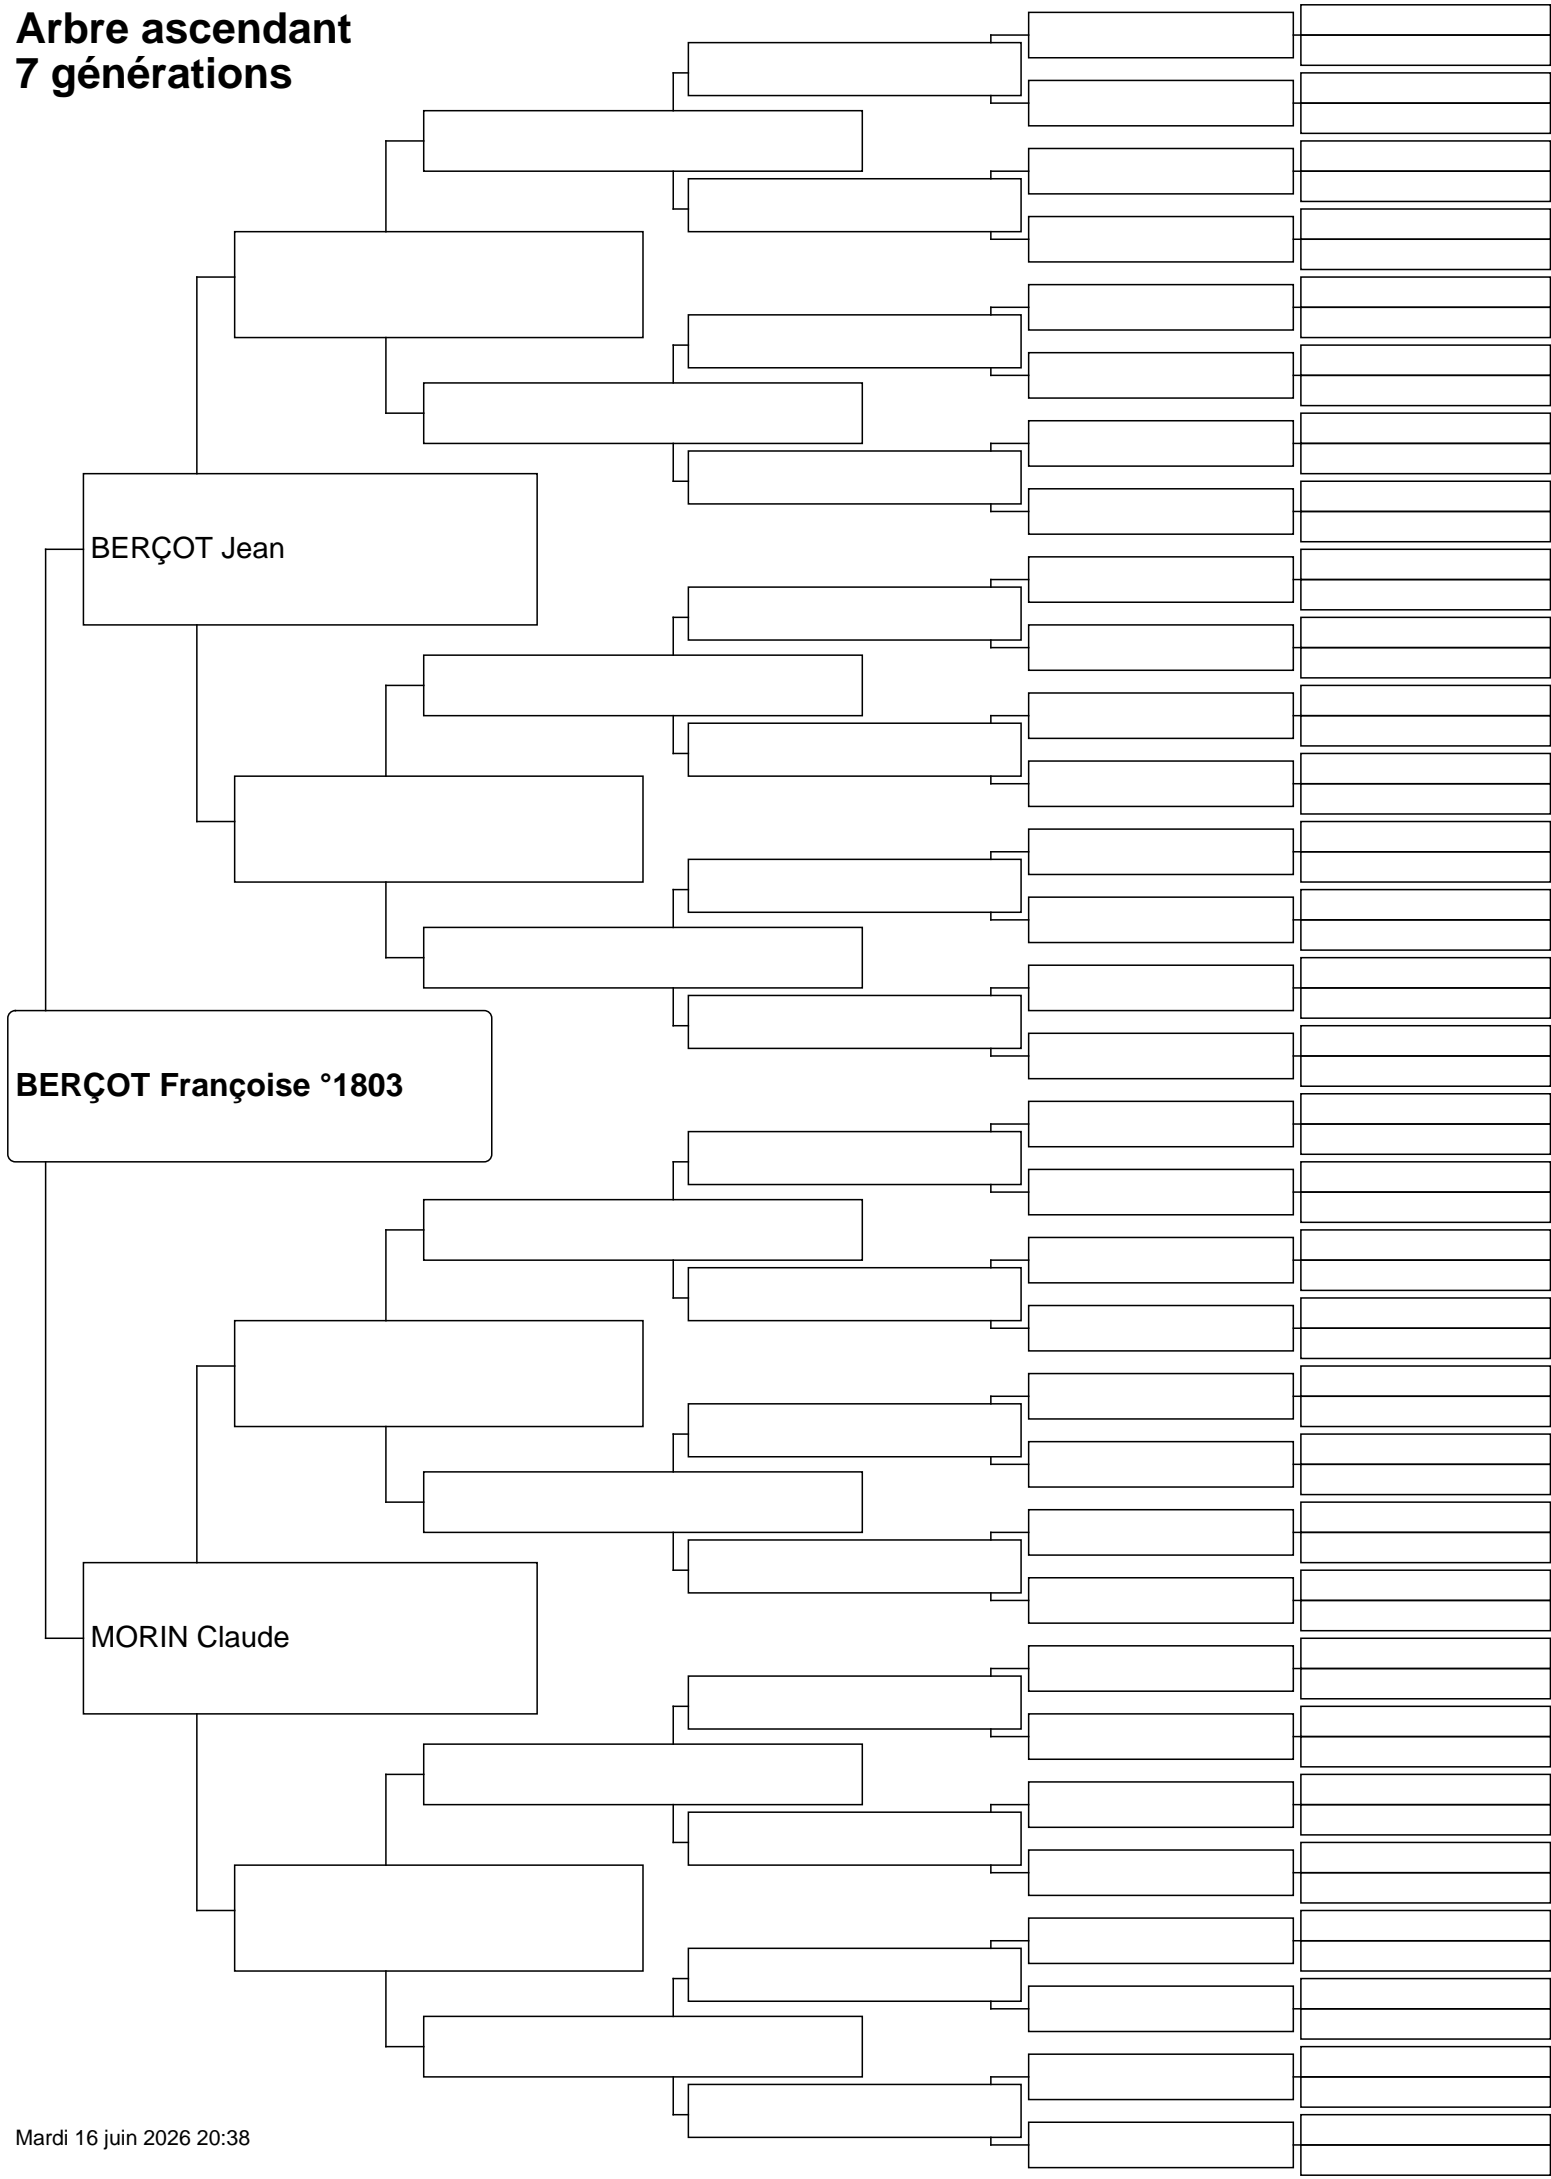 Arbre ascendant
7 générations
BERÇOT Jean
BERÇOT Françoise °1803
MORIN Claude
Mardi 16 juin 2026 20:38